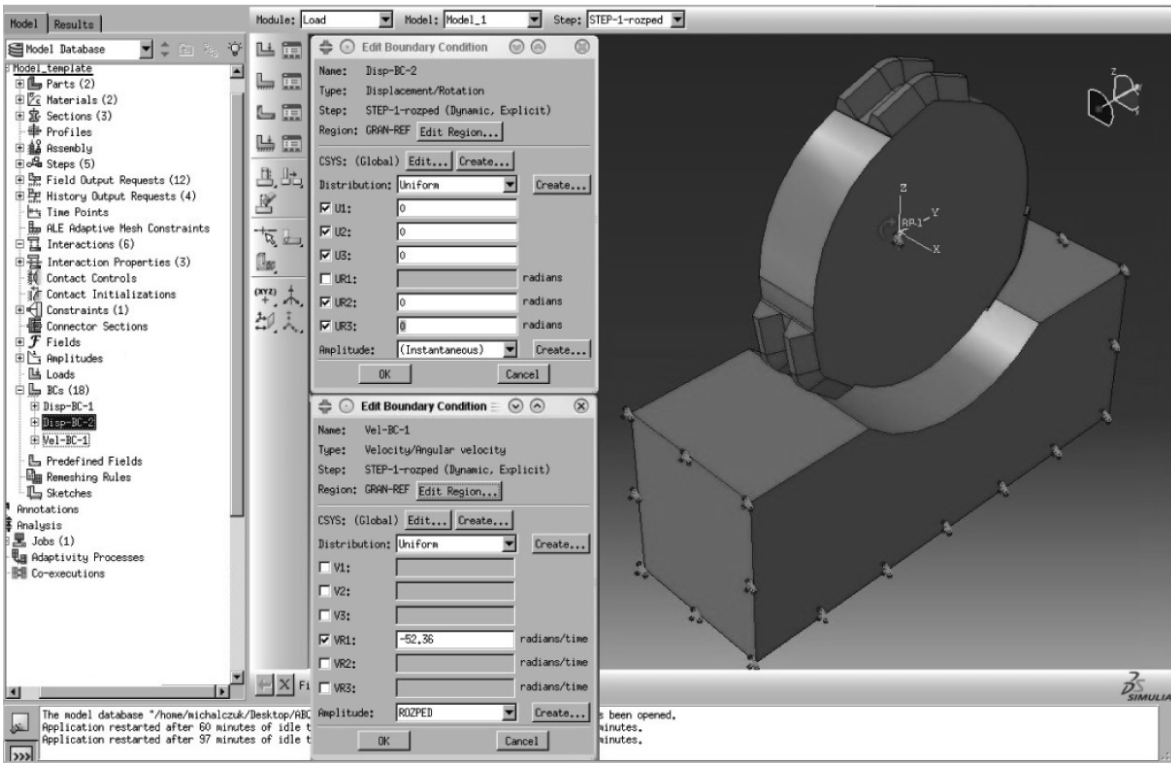 Model Results
Module: Load Model: Model_1 Step: STEP-1-rozped
Model Database
Model_template
Parts (2)
Materials (2)
Sections (3)
Profiles
Assembly
Steps (5)
Field Output Requests (12)
History Output Requests (4)
Time Points
ALE Adaptive Mesh Constraints
Interactions (6)
Interaction Properties (3)
Contact Controls
Contact Initializations
Constraints (1)
Connector Sections
Fields
Amplitudes
Loads
BCs (18)
Disp-BC-1
Disp-BC-2
Vel-BC-1
Predefined Fields
Remeshing Rules
Sketches
Annotations
Analysis
Jobs (1)
Adaptivity Processes
Co-executions
(XYZ)
Fi
Edit Boundary Condition
Name: Disp-BC-2
Type: Displacement/Rotation
Step: STEP-1-rozped (Dynamic, Explicit)
Region: GRAN-REF Edit Region...
CSYS: (Global) Edit... Create...
Distribution: Uniform Create...
U1: 0
U2: 0
U3: 0
UR1: radians
UR2: 0 radians
UR3: 0 radians
Amplitude: (Instantaneous) Create...
OK Cancel
Edit Boundary Condition
Name: Vel-BC-1
Type: Velocity/Angular velocity
Step: STEP-1-rozped (Dynamic, Explicit)
Region: GRAN-REF Edit Region...
CSYS: (Global) Edit... Create...
Distribution: Uniform Create...
V1:
V2:
V3:
VR1: -52.36 radians/time
VR2: radians/time
VR3: radians/time
Amplitude: ROZPED Create...
OK Cancel
Z
Z
RP-1 Y
X
SIMULIA
The model database "/home/michalczuk/Desktop/ABC s been opened.
Application restarted after 60 minutes of idle t minutes.
Application restarted after 97 minutes of idle t minutes.
>>>